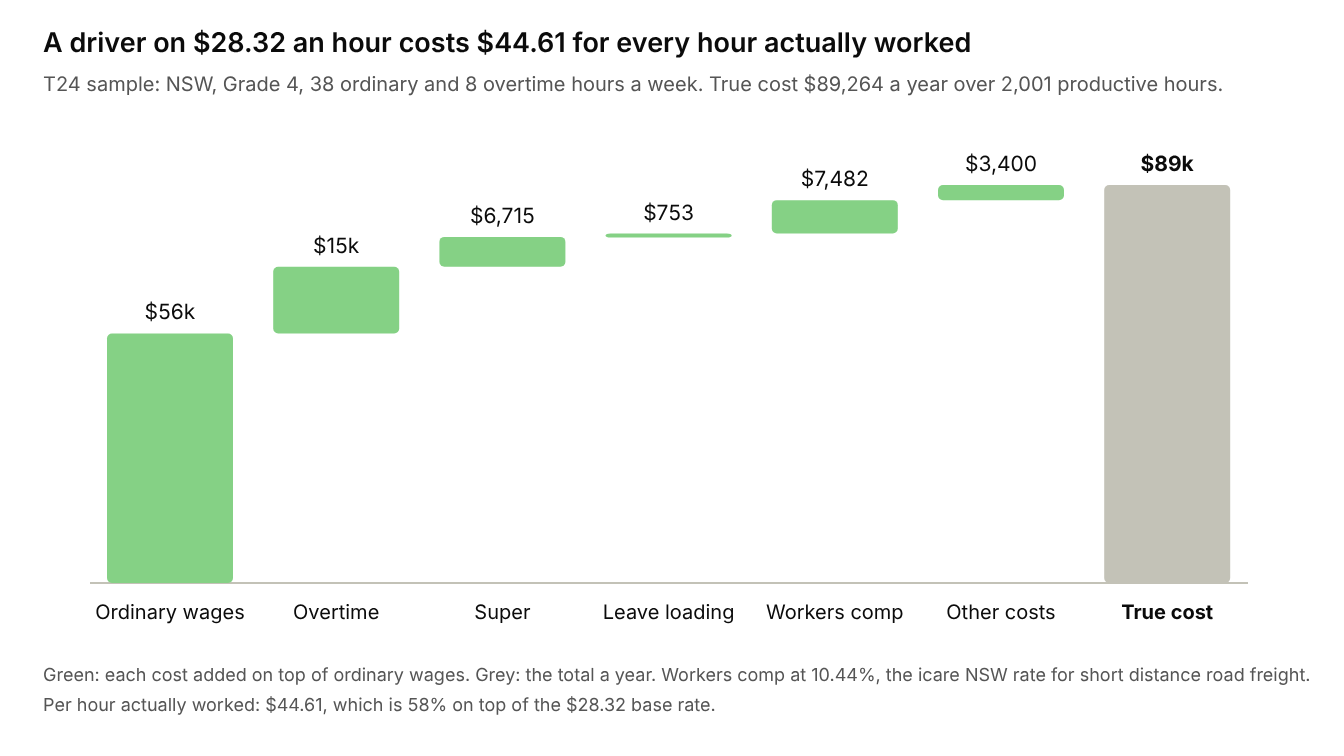 A driver on $28.32 an hour costs $44.61 for every hour actually worked
T24 sample: NSW, Grade 4, 38 ordinary and 8 overtime hours a week. True cost $89,264 a year over 2,001 productive hours.
$56k
$15k
$6,715
$753
$7,482
$3,400
$89k
Ordinary wages
Overtime
Super
Leave loading
Workers comp
Other costs
True cost
Green: each cost added on top of ordinary wages. Grey: the total a year. Workers comp at 10.44%, the icare NSW rate for short distance road freight.
Per hour actually worked: $44.61, which is 58% on top of the $28.32 base rate.